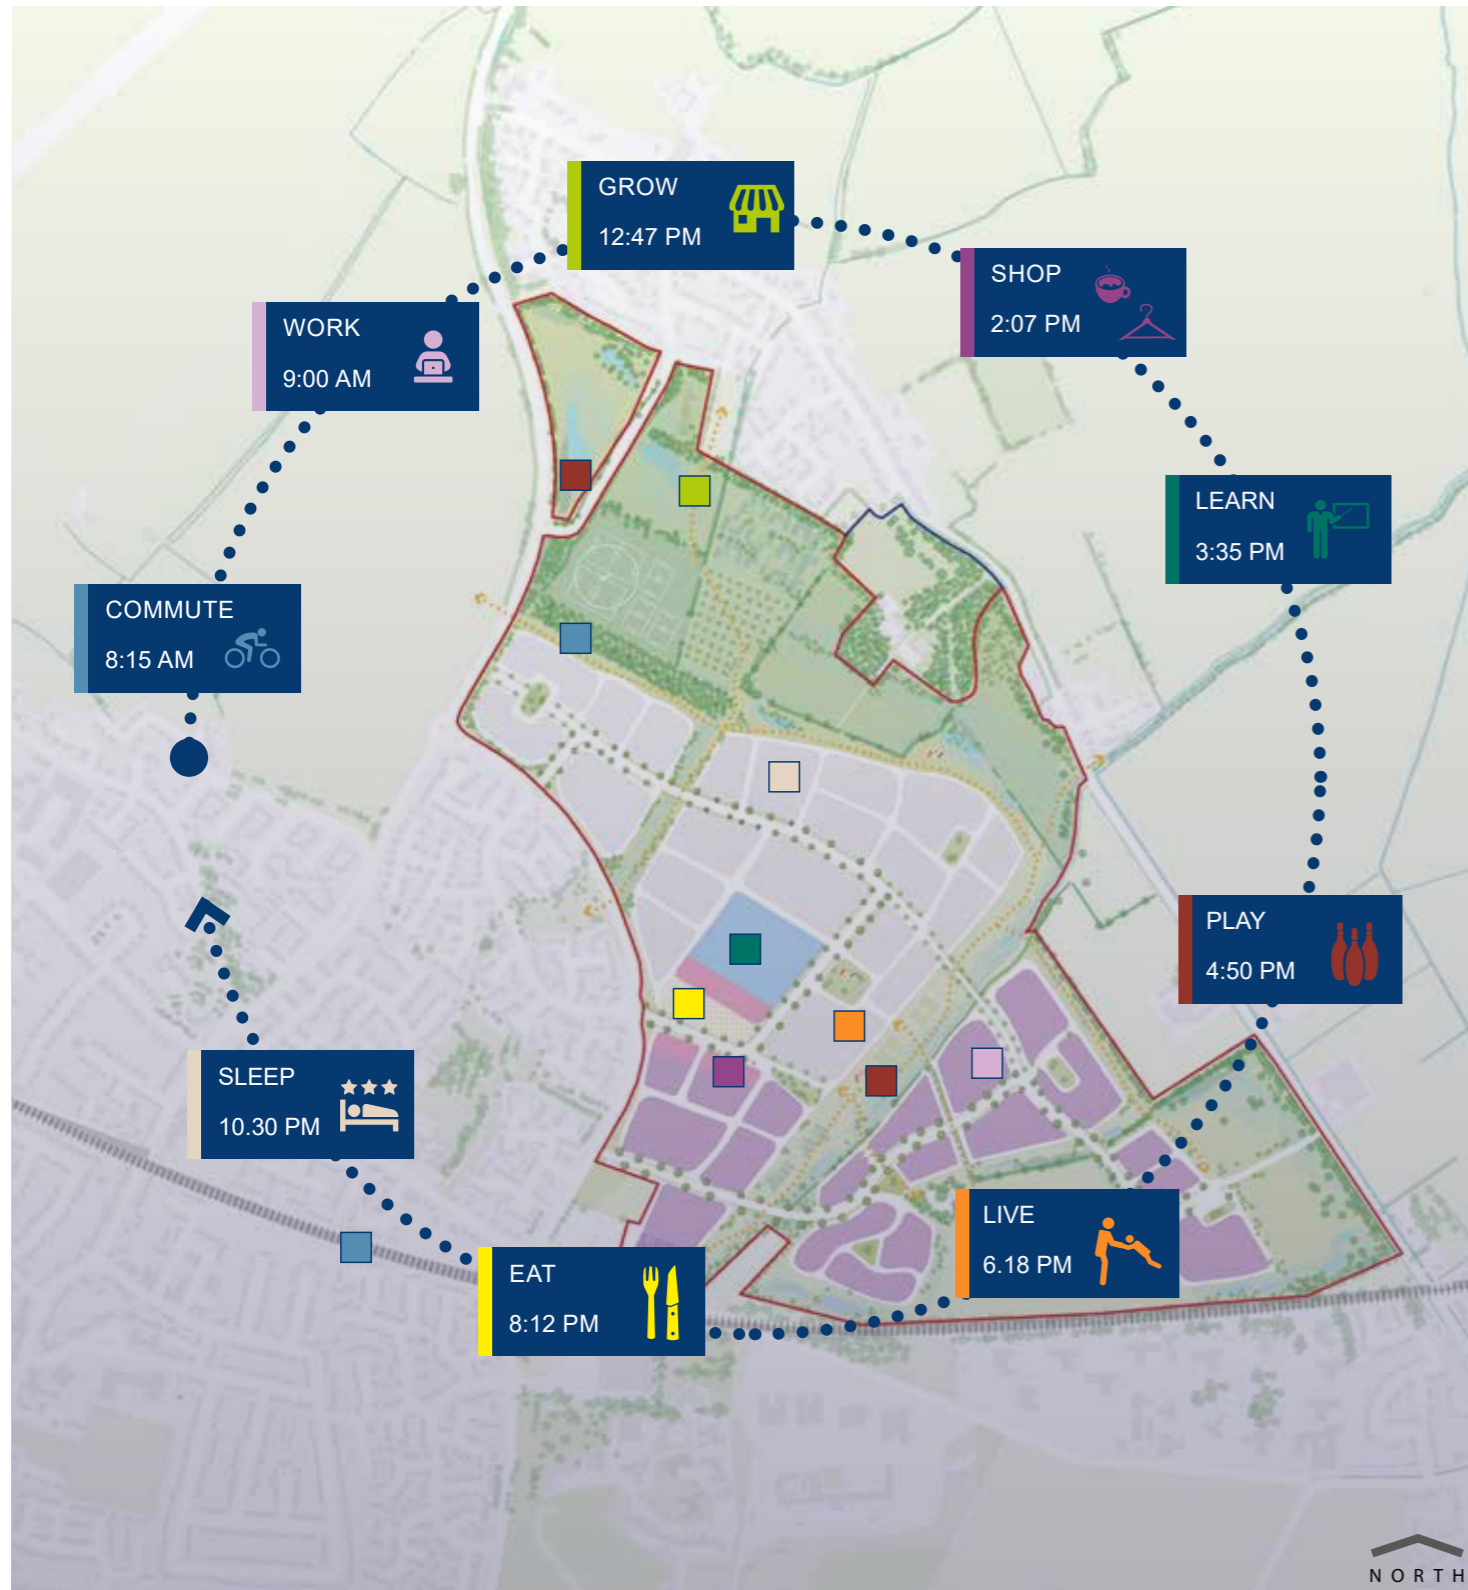 GROW
12:47 PM
SHOP
2:07 PM
WORK
9:00 AM
LEARN
3:35 PM
COMMUTE
8:15 AM
PLAY
4:50 PM
SLEEP
10.30 PM
LIVE
6.18 PM
EAT
8:12 PM
NORTH